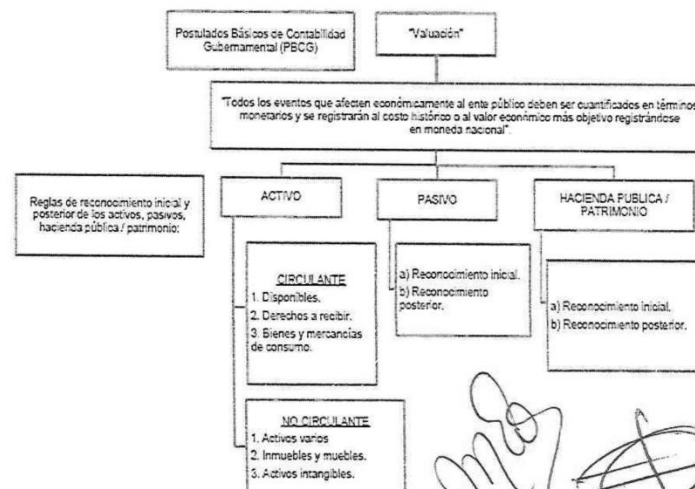 Postulados Básicos de Contabilidad
Gubernamental (PBCG)
"Valuación"
"Todos los eventos que afecten económicamente al ente público deben ser cuantificados en términos
monetarios y se registrarán al costo histórico o al valor económico más objetivo registrándose
en moneda nacional".
Reglas de reconocimiento inicial y
posterior de los activos, pasivos,
hacienda pública / patrimonio:
ACTIVO
PASIVO
HACIENDA PUBLICA /
PATRIMONIO
CIRCULANTE
1. Disponibles.
2. Derechos a recibir.
3. Bienes y mercancías
de consumo.
a) Reconocimiento inicial.
b) Reconocimiento
posterior.
a) Reconocimiento inicial.
b) Reconocimiento posterior.
NO CIRCULANTE
1. Activos varios
2. Inmuebles y muebles.
3. Activos intangibles.